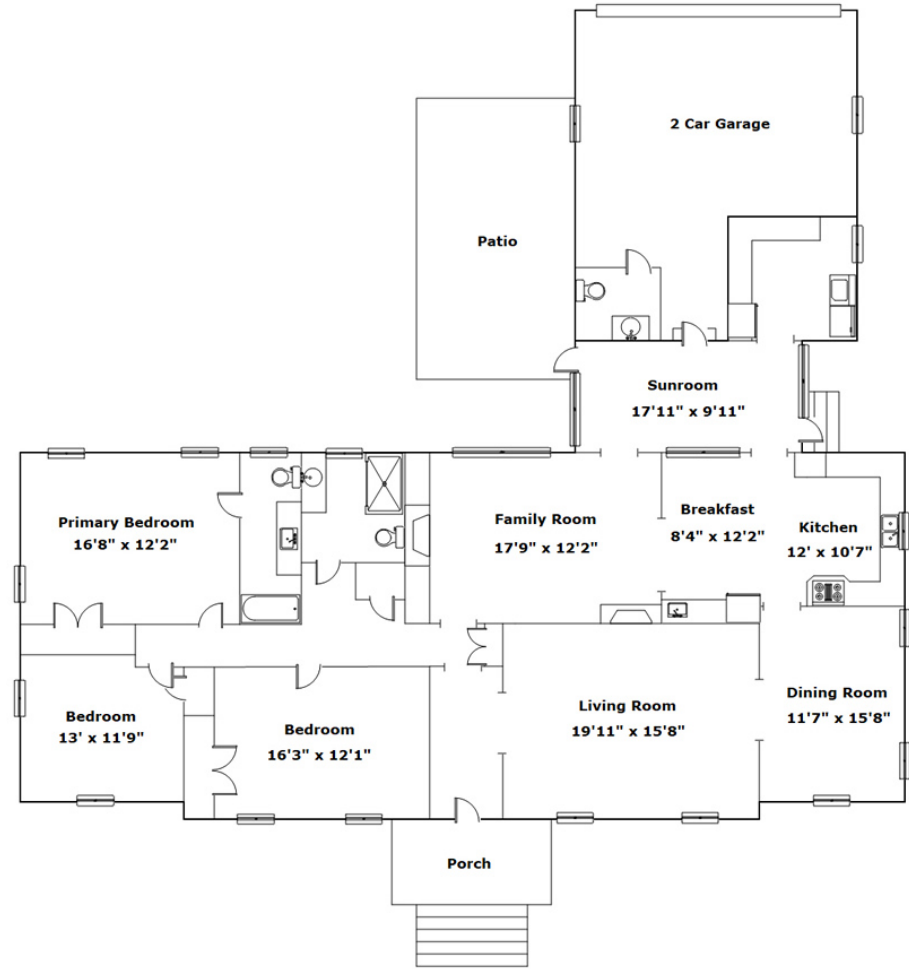 2 Car Garage
Patio
Sunroom
17'11" x 9'11"
Primary Bedroom
16'8" x 12'2"
Family Room
17'9" x 12'2"
Breakfast
8'4" x 12'2"
Kitchen
12' x 10'7"
Bedroom
13' x 11'9"
Bedroom
16'3" x 12'1"
Living Room
19'11" x 15'8"
Dining Room
11'7" x 15'8"
Porch